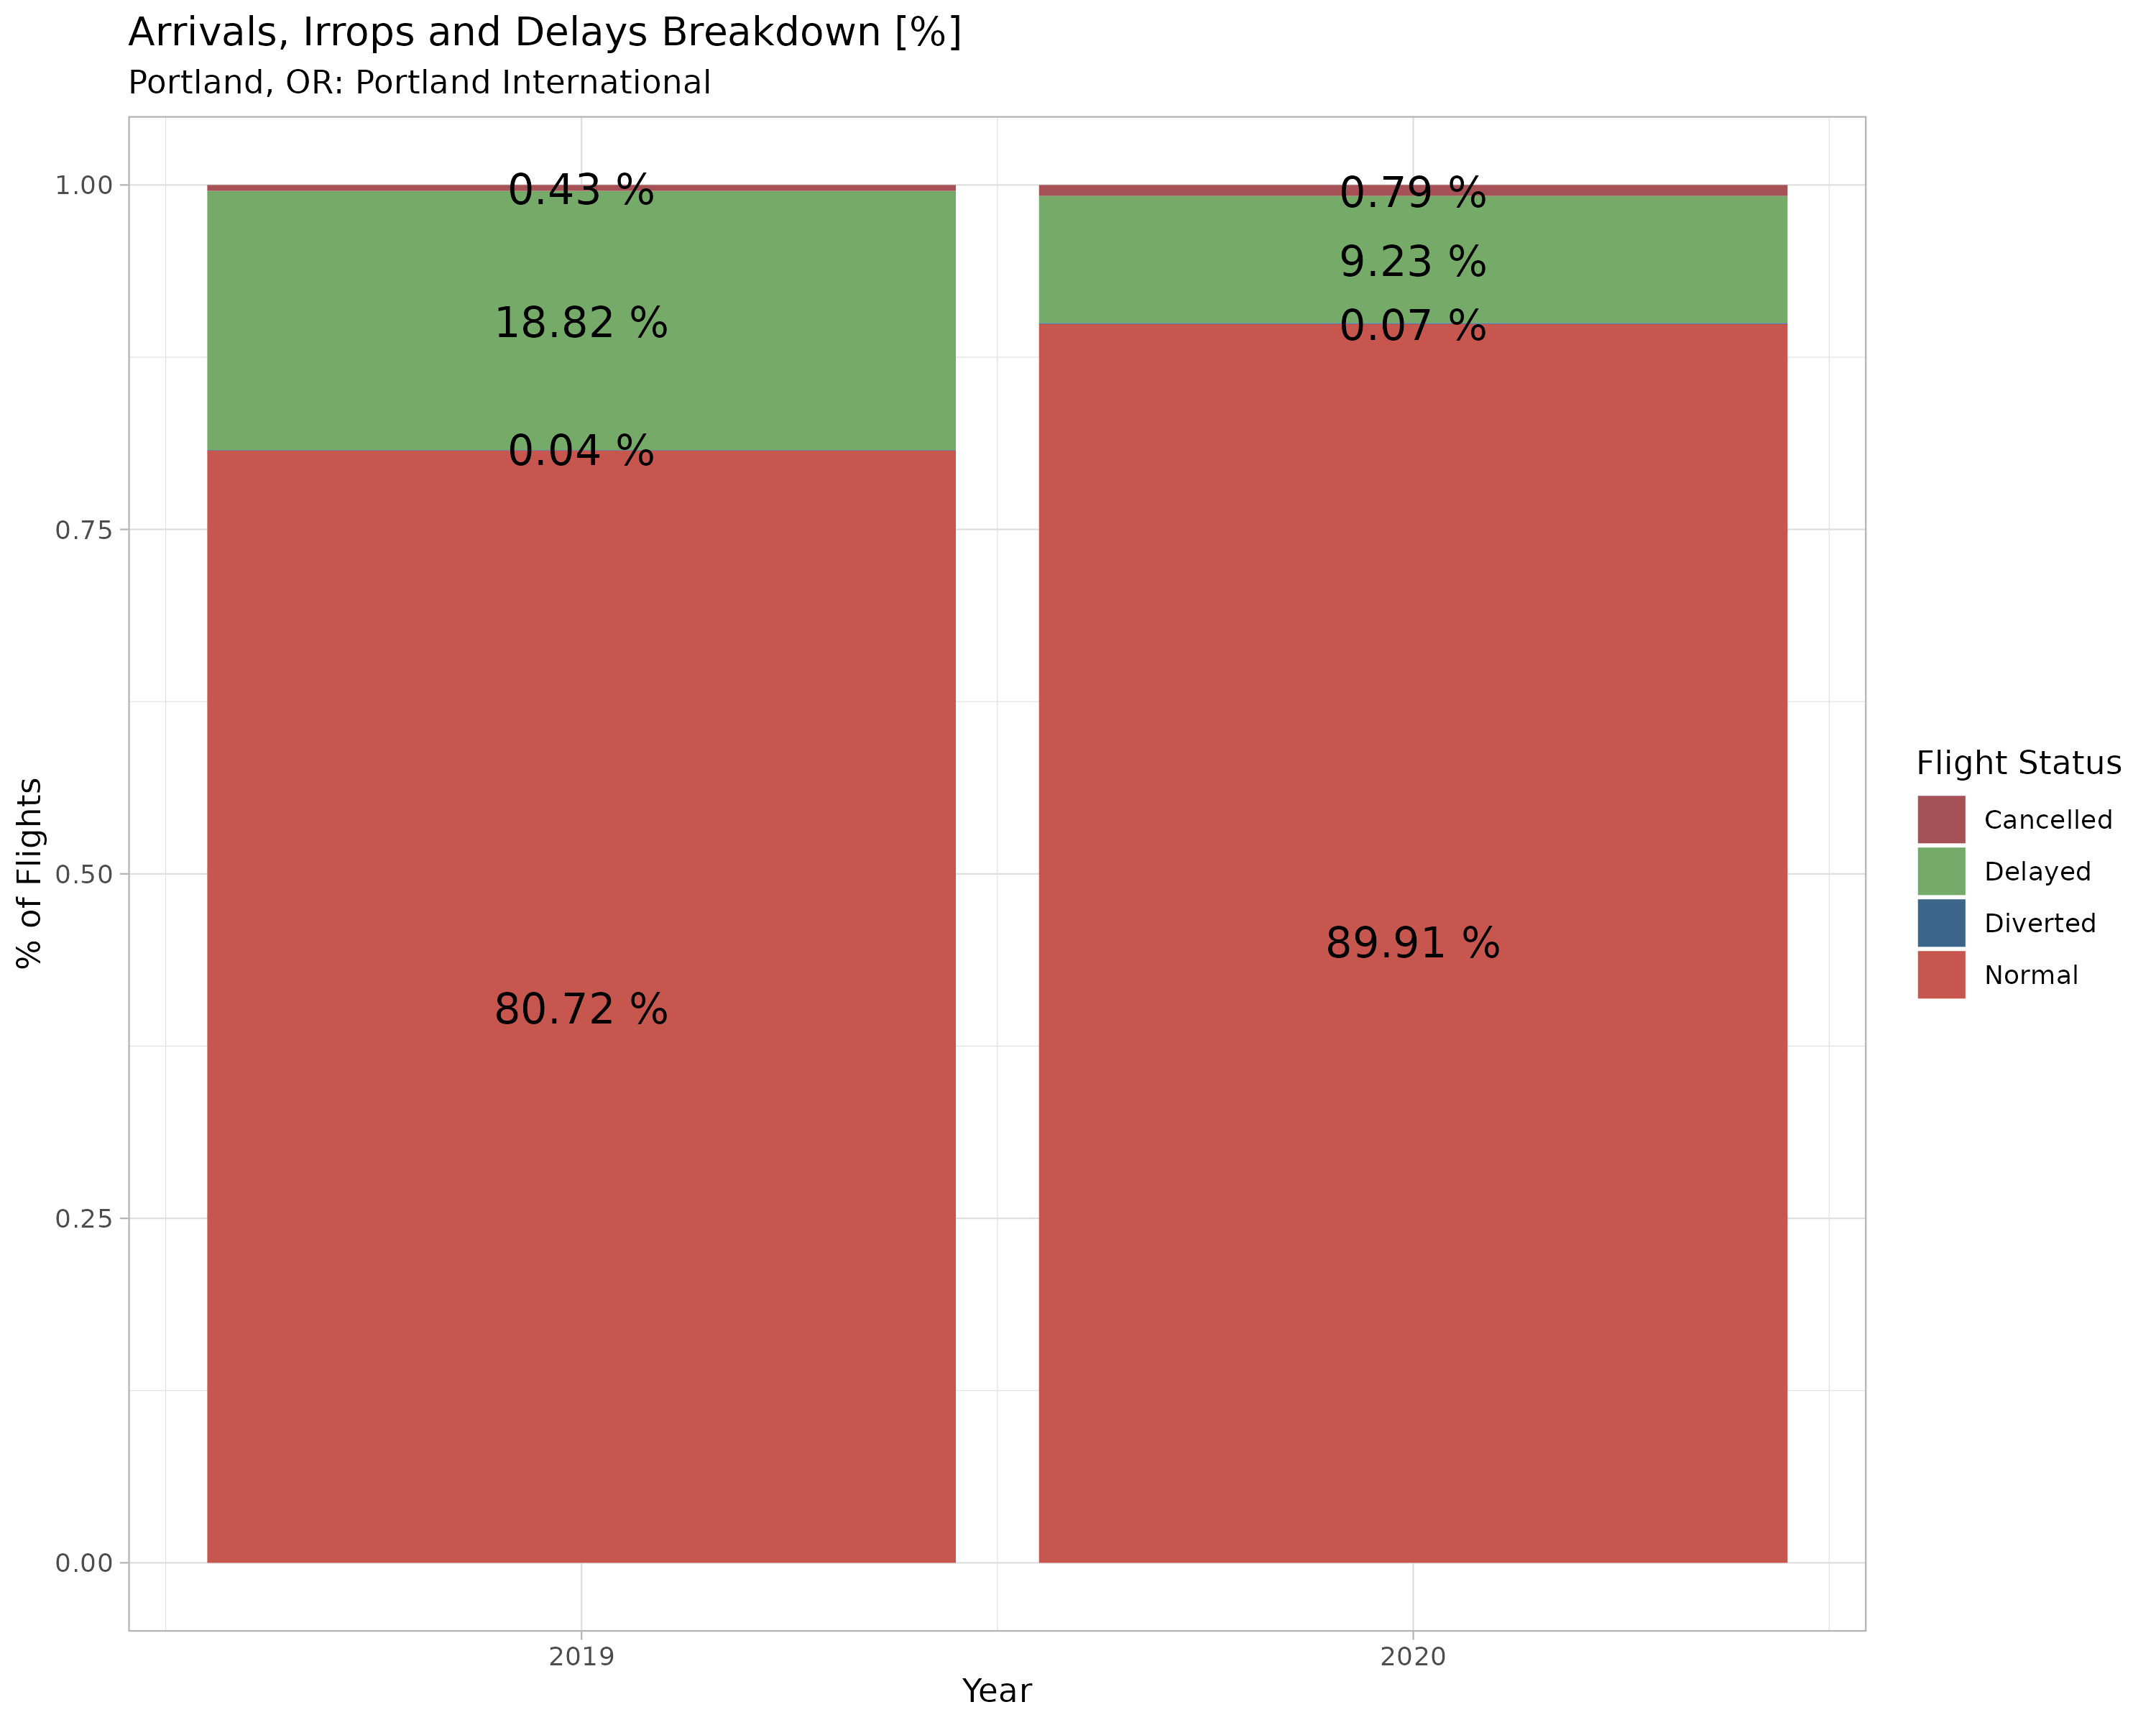 Arrivals, Irrops and Delays Breakdown [%]
Portland, OR: Portland International
% of Flights
1.00
0.75
0.50
0.25
0.00
0.43 %
18.82 %
0.04 %
80.72 %
0.79 %
9.23 %
0.07 %
89.91 %
2019
2020
Year
Flight Status
Cancelled
Delayed
Diverted
Normal